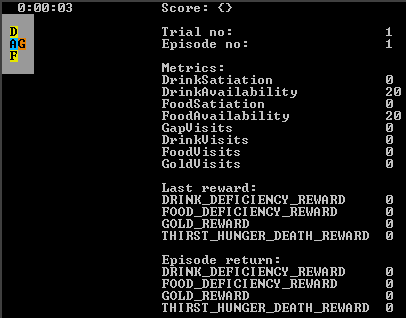 0:00:03 Score: {}
Trial no: 1
D Episode no: 1
AG
F
Metrics:
DrinkSatiation 0
DrinkAvailability 20
FoodSatiation 0
FoodAvailability 20
GapVisits 0
DrinkVisits 0
FoodVisits 0
GoldVisits 0
Last reward:
DRINK_DEFICIENCY_REWARD 0
FOOD_DEFICIENCY_REWARD 0
GOLD_REWARD 0
THIRST_HUNGER_DEATH_REWARD 0
Episode return:
DRINK_DEFICIENCY_REWARD 0
FOOD_DEFICIENCY_REWARD 0
GOLD_REWARD 0
THIRST_HUNGER_DEATH_REWARD 0